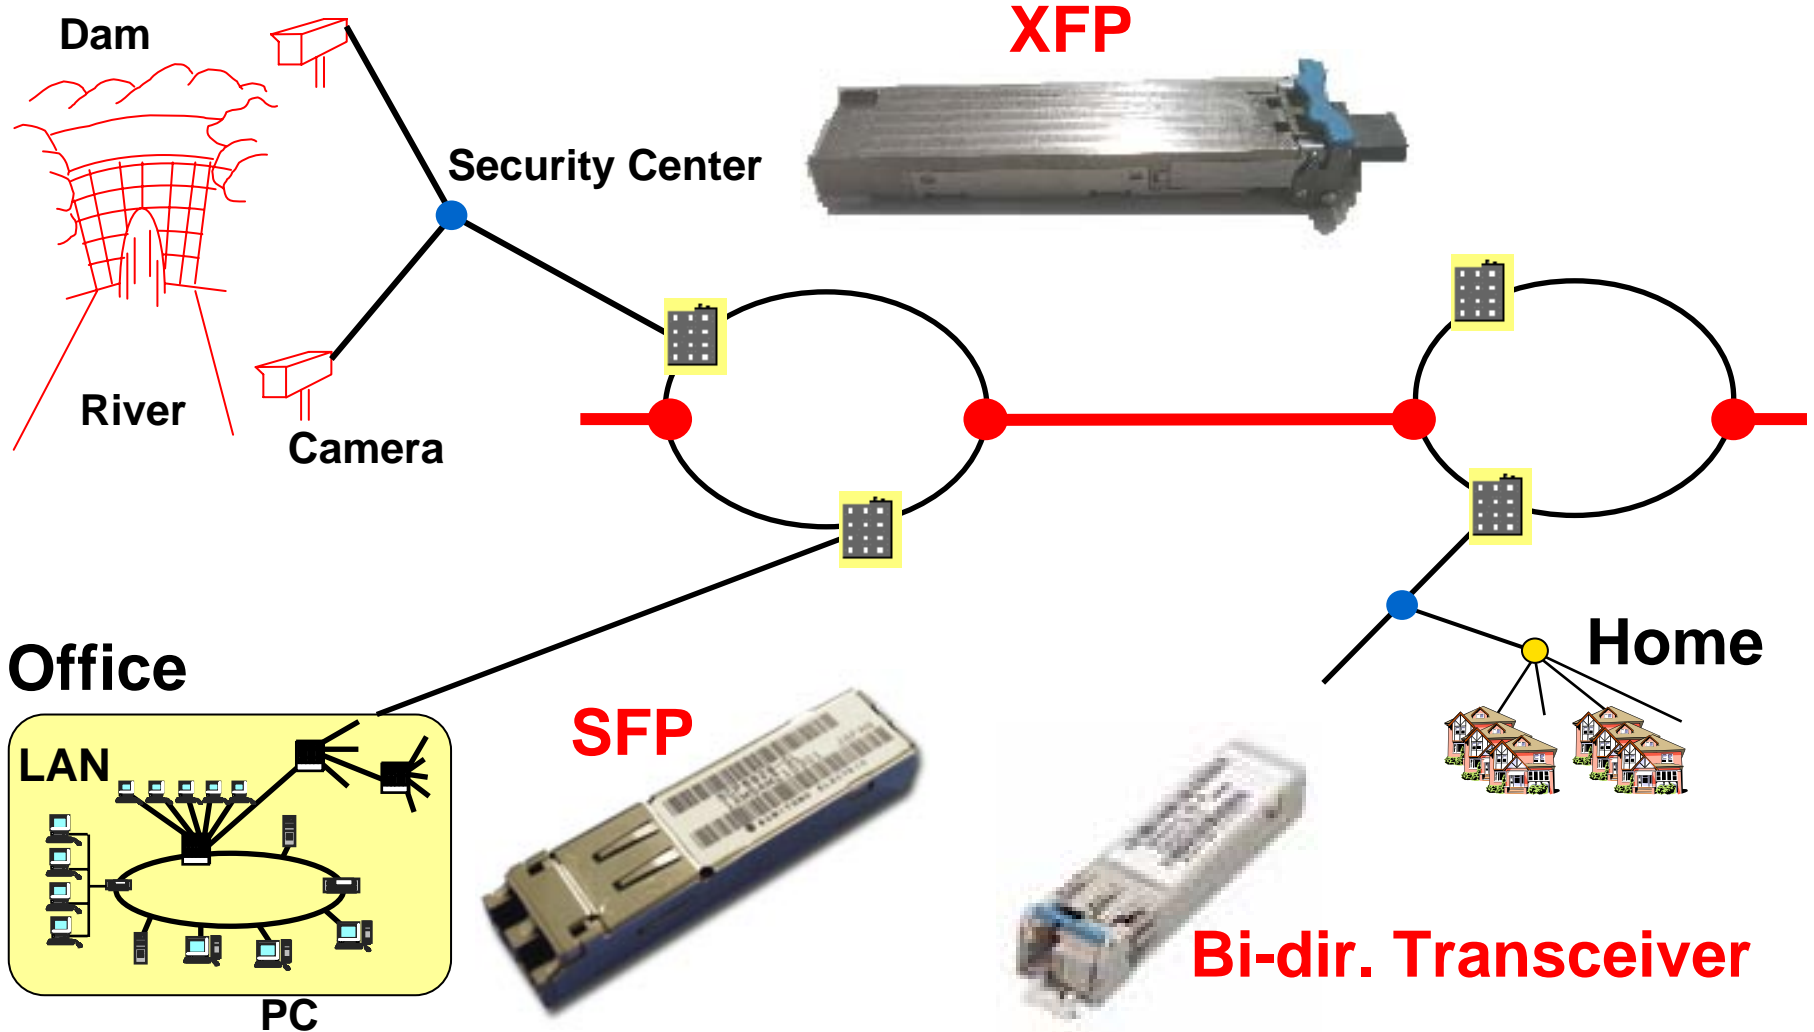 XFP
Dam
Security Center
River
Camera
Office
Home
SFP
LAN
Bi-dir. Transceiver
PC